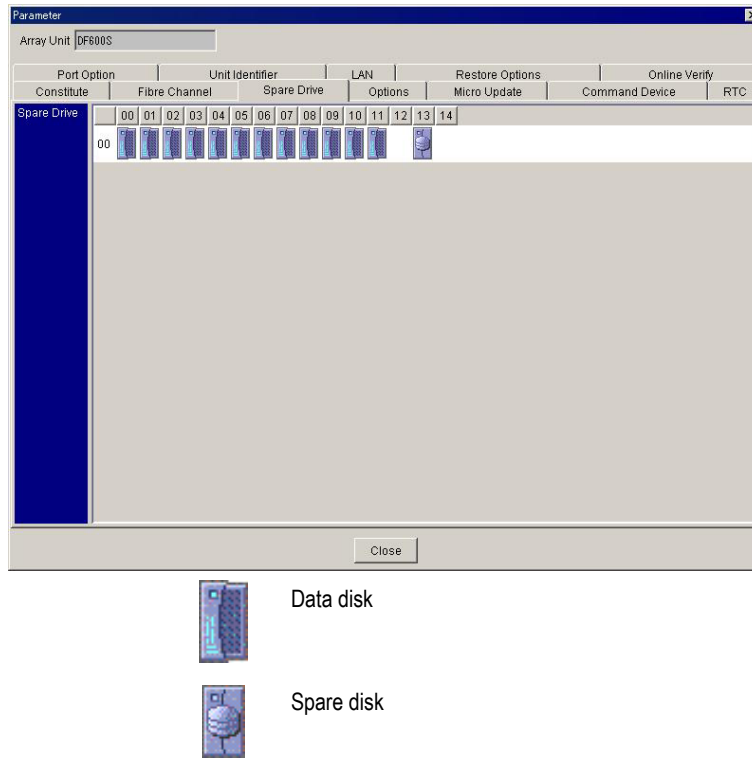 Parameter
Array Unit DF600S
Port Option Unit Identifier LAN Restore Options Online Verify
Constitute Fibre Channel Spare Drive Options Micro Update Command Device RTC
Spare Drive 00 01 02 03 04 05 06 07 08 09 10 11 12 13 14
00
Close
Data disk
Spare disk